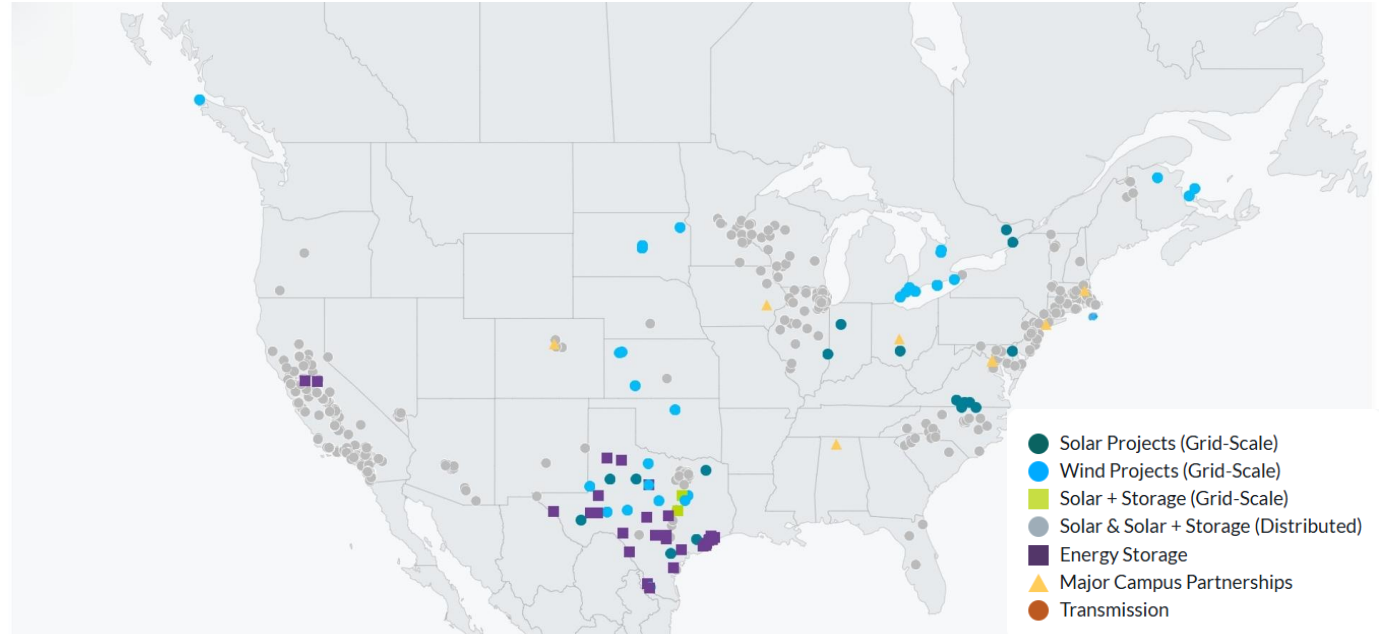 Solar Projects (Grid-Scale)
Wind Projects (Grid-Scale)
Solar + Storage (Grid-Scale)
Solar & Solar + Storage (Distributed)
Energy Storage
Major Campus Partnerships
Transmission